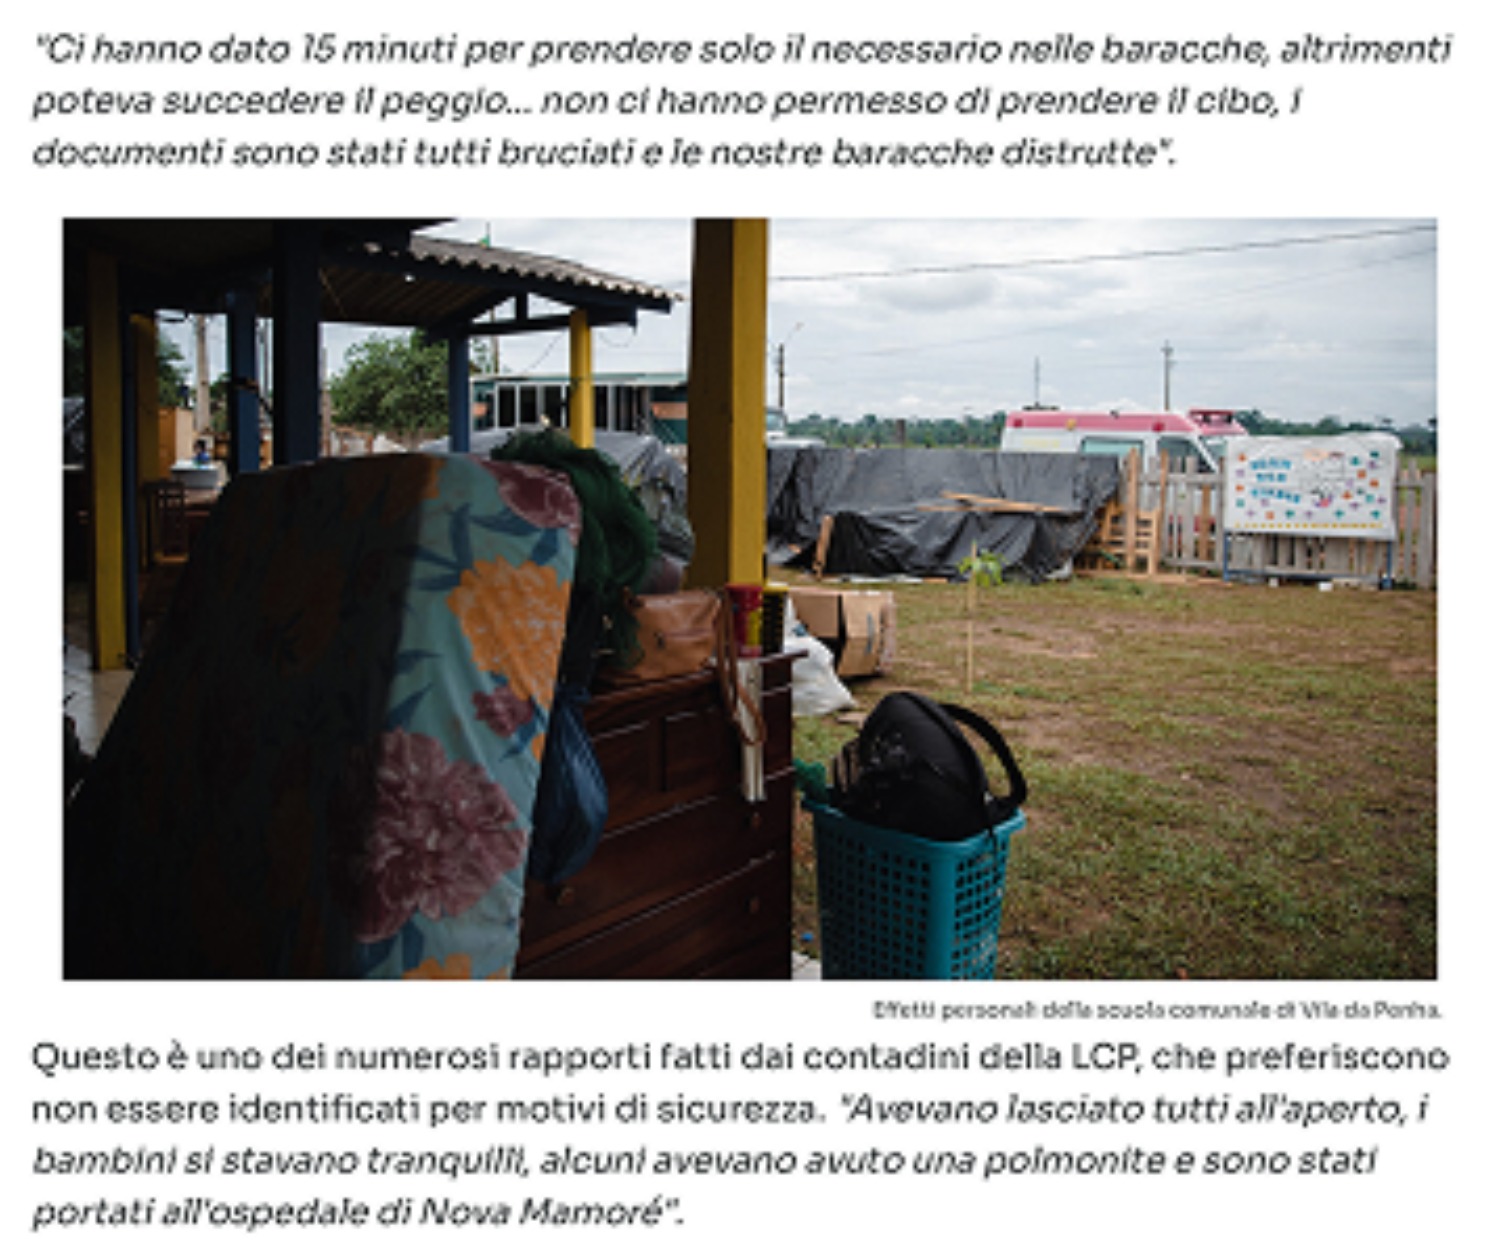 "Ci hanno dato 15 minuti per prendere solo il necessario nelle baracche, altrimenti
poteva succedere il peggio... non ci hanno permesso di prendere il cibo, i
documenti sono stati tutti bruciati e le nostre baracche distrutte".
Effetti personali della scuola comunale di Vila da Penha.
Questo è uno dei numerosi rapporti fatti dai contadini della LCP, che preferiscono
non essere identificati per motivi di sicurezza. "Avevano lasciato tutti all'aperto, i
bambini si stavano tranquilli, alcuni avevano avuto una polmonite e sono stati
portati all'ospedale di Nova Mamoré".